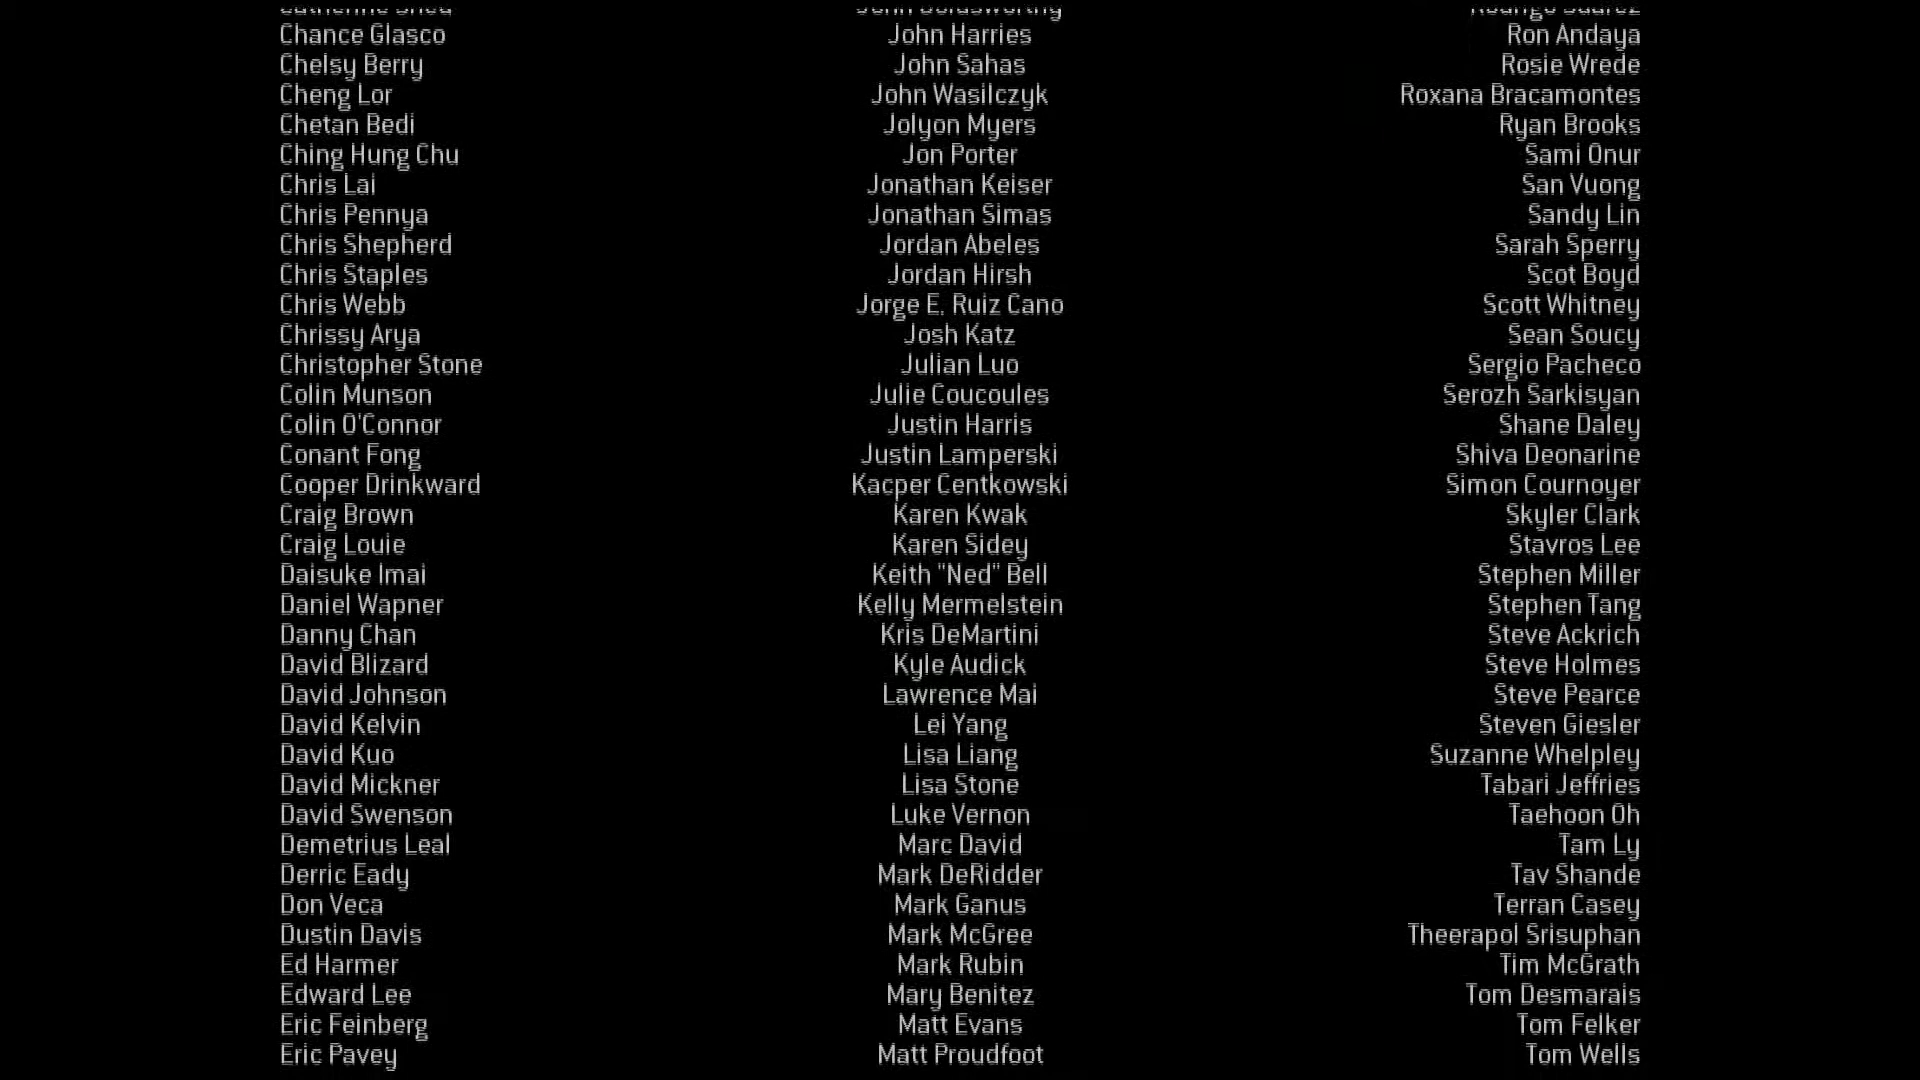 Chance Glasco
Chelsy Berry
Cheng Lor
Chetan Bedi
Ching Hung Chu
Chris Lai
Chris Pennya
Chris Shepherd
Chris Staples
Chris Webb
Chrissy Arya
Christopher Stone
Colin Munson
Colin O'Connor
Conant Fong
Cooper Drinkward
Craig Brown
Craig Louie
Daisuke Imai
Daniel Wapner
Danny Chan
David Blizard
David Johnson
David Kelvin
David Kuo
David Mickner
David Swenson
Demetrius Leal
Derric Eady
Don Veca
Dustin Davis
Ed Harmer
Edward Lee
Eric Feinberg
Eric Pavey
John Goldsworthy
John Harries
John Sahas
John Wasilczyk
Jolyon Myers
Jon Porter
Jonathan Keiser
Jonathan Simas
Jordan Abeles
Jordan Hirsh
Jorge E. Ruiz Cano
Josh Katz
Julian Luo
Julie Coucoules
Justin Harris
Justin Lamperski
Kacper Centkowski
Karen Kwak
Karen Sidey
Keith "Ned" Bell
Kelly Mermelstein
Kris DeMartini
Kyle Audick
Lawrence Mai
Lei Yang
Lisa Liang
Lisa Stone
Luke Vernon
Marc David
Mark DeRidder
Mark Ganus
Mark McGree
Mark Rubin
Mary Benitez
Matt Evans
Matt Proudfoot
Rodrigo Suarez
Ron Andaya
Rosie Wrede
Roxana Bracamontes
Ryan Brooks
Sami Onur
San Vuong
Sandy Lin
Sarah Sperry
Scot Boyd
Scott Whitney
Sean Soucy
Sergio Pacheco
Serozh Sarkisyan
Shane Daley
Shiva Deonarine
Simon Cournoyer
Skyler Clark
Stavros Lee
Stephen Miller
Stephen Tang
Steve Ackrich
Steve Holmes
Steve Pearce
Steven Giesler
Suzanne Whelpley
Tabari Jeffries
Taehoon Oh
Tam Ly
Tav Shande
Terran Casey
Theerapol Srisuphan
Tim McGrath
Tom Desmarais
Tom Felker
Tom Wells